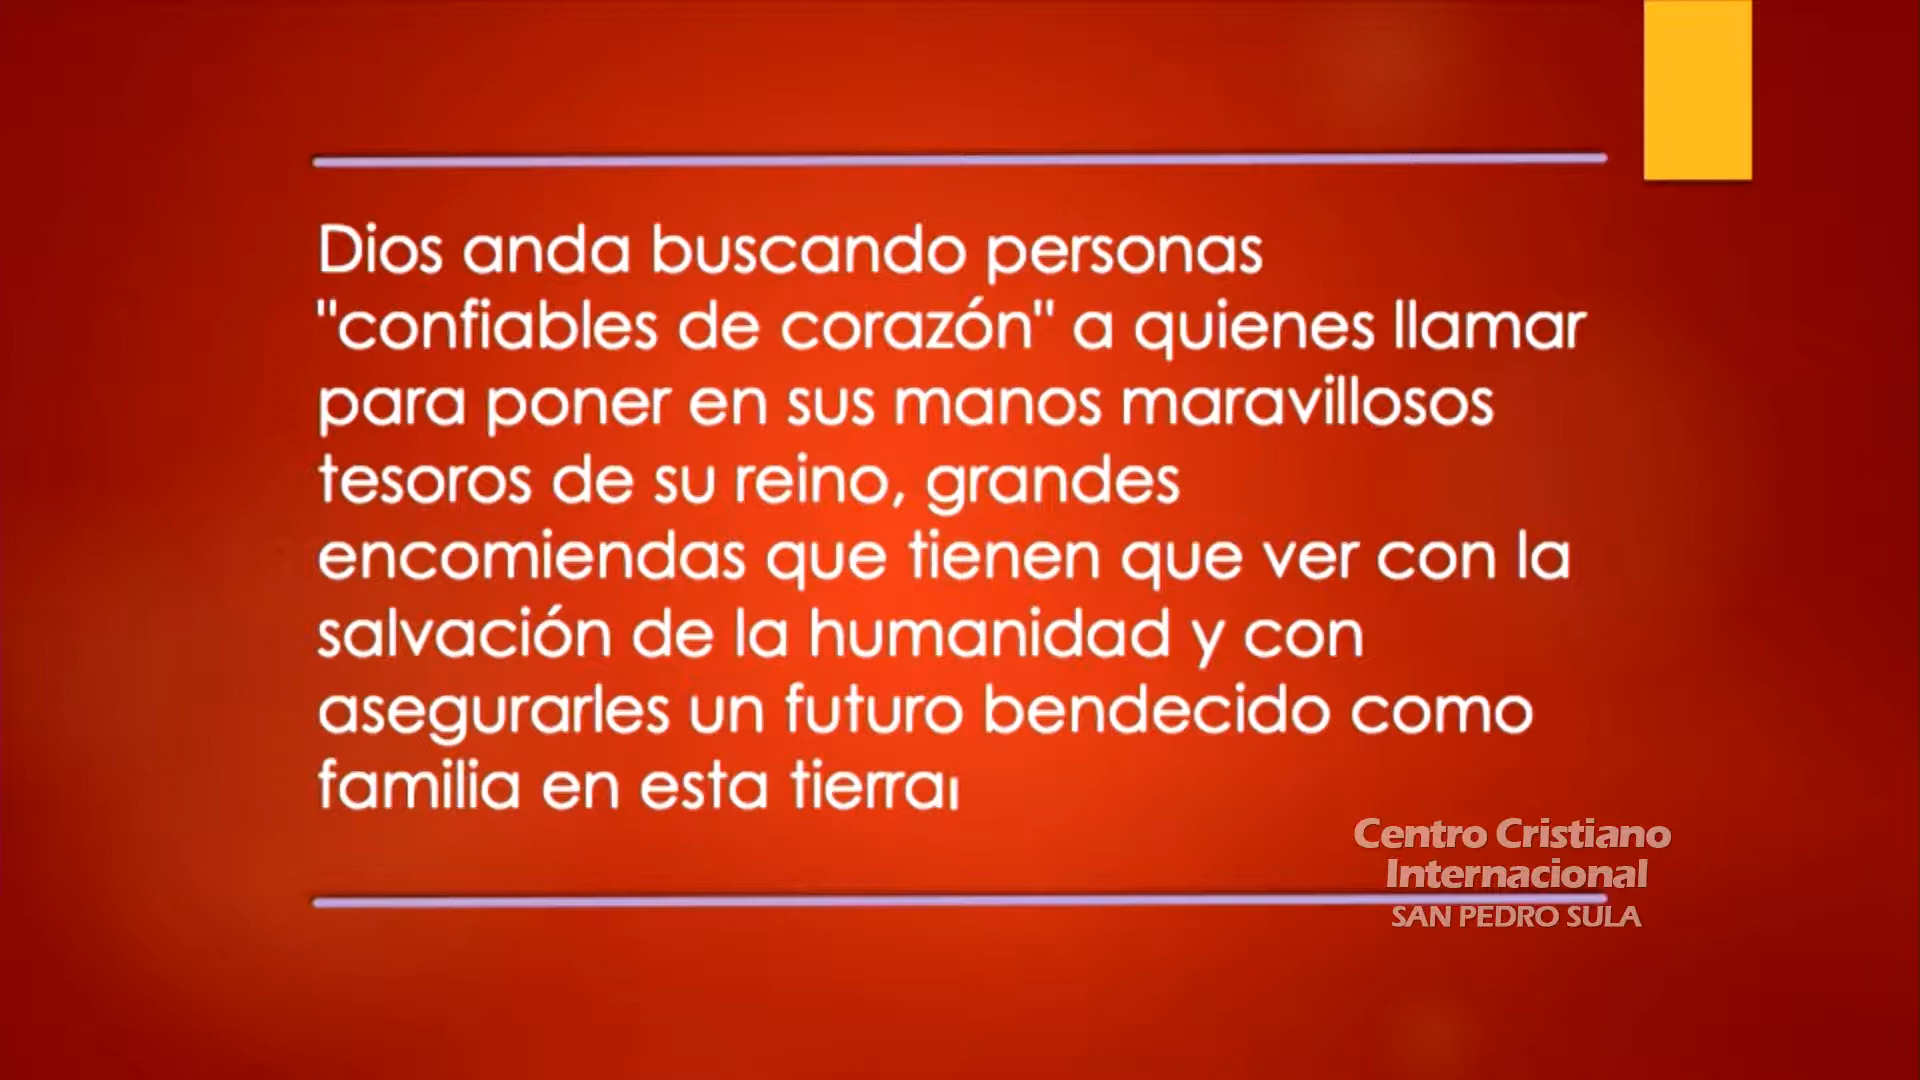 Dios anda buscando personas
"confiables de corazón" a quienes llamar
para poner en sus manos maravillosos
tesoros de su reino, grandes
encomiendas que tienen que ver con la
salvación de la humanidad y con
asegurarles un futuro bendecido como
familia en esta tierra
Centro Cristiano
Internacional
SAN PEDRO SULA